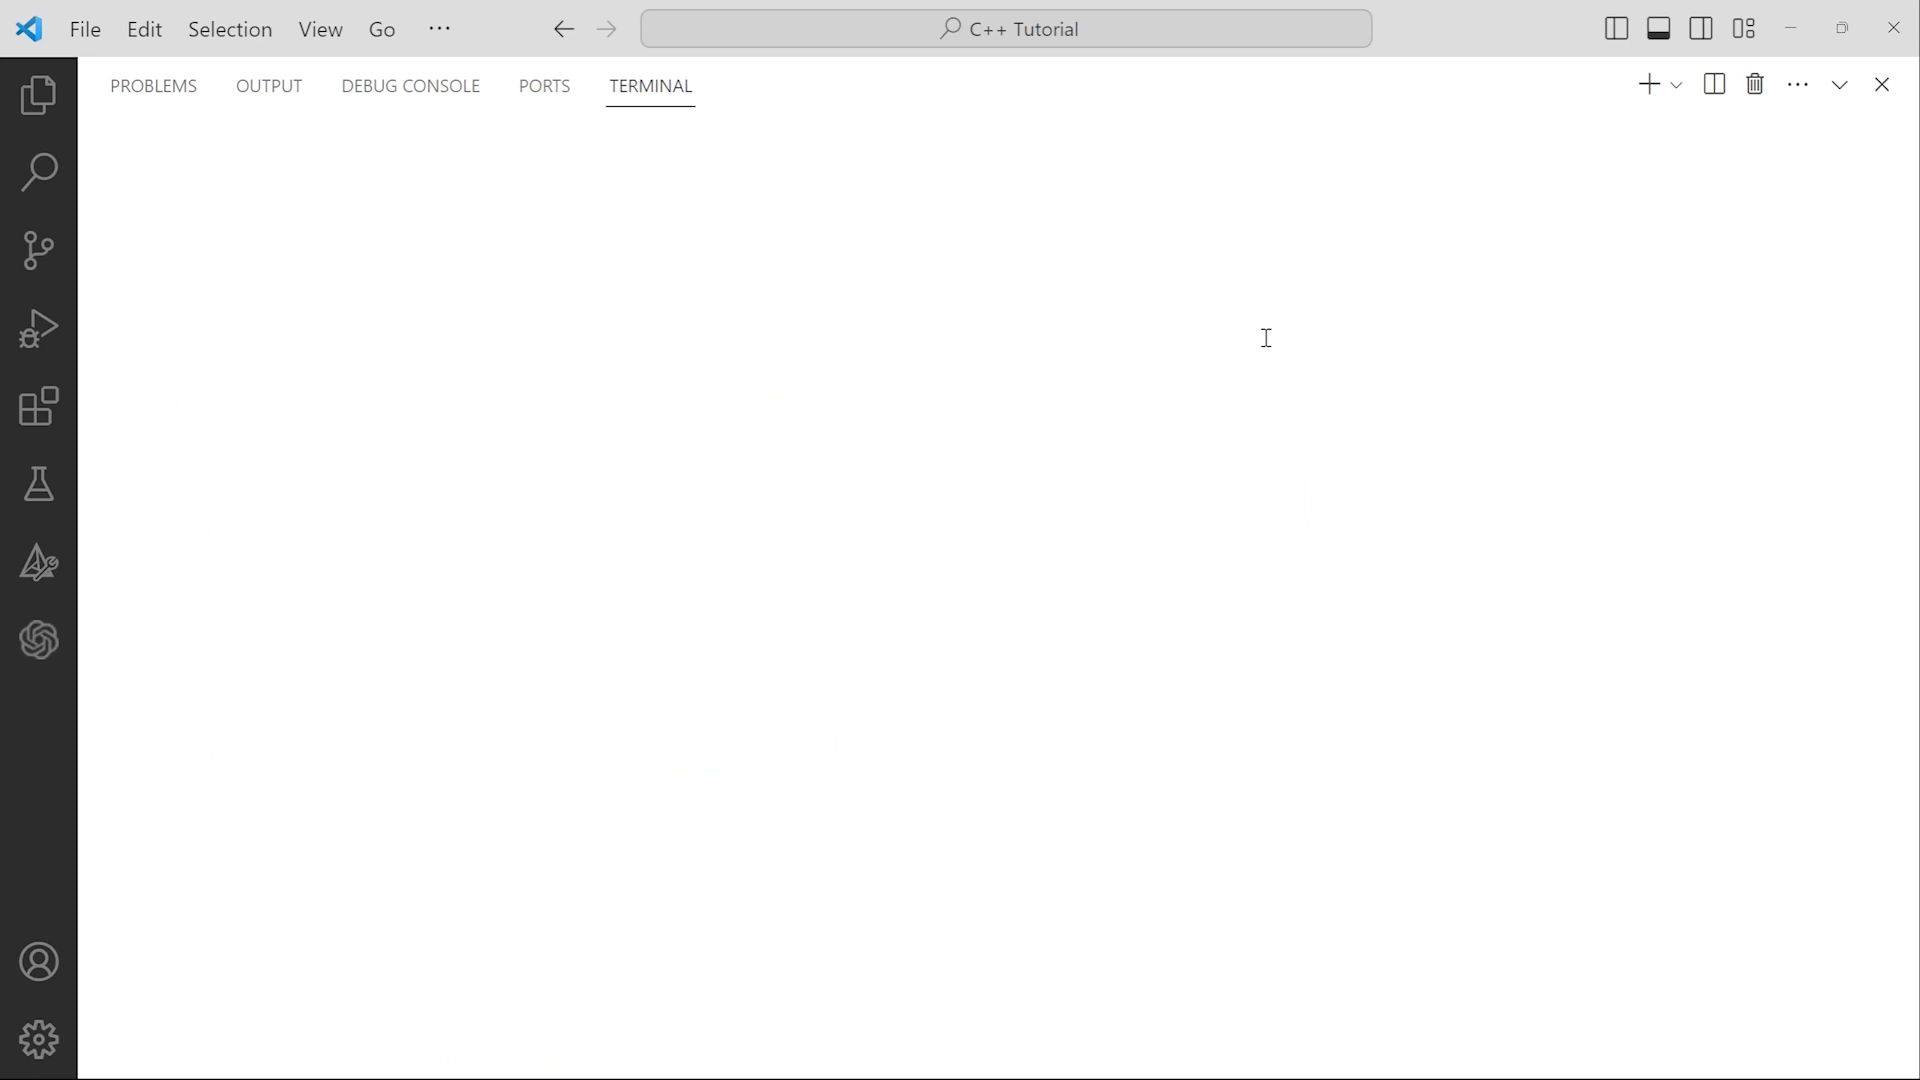 File Edit Selection View Go ··· C++ Tutorial
PROBLEMS OUTPUT DEBUG CONSOLE PORTS TERMINAL